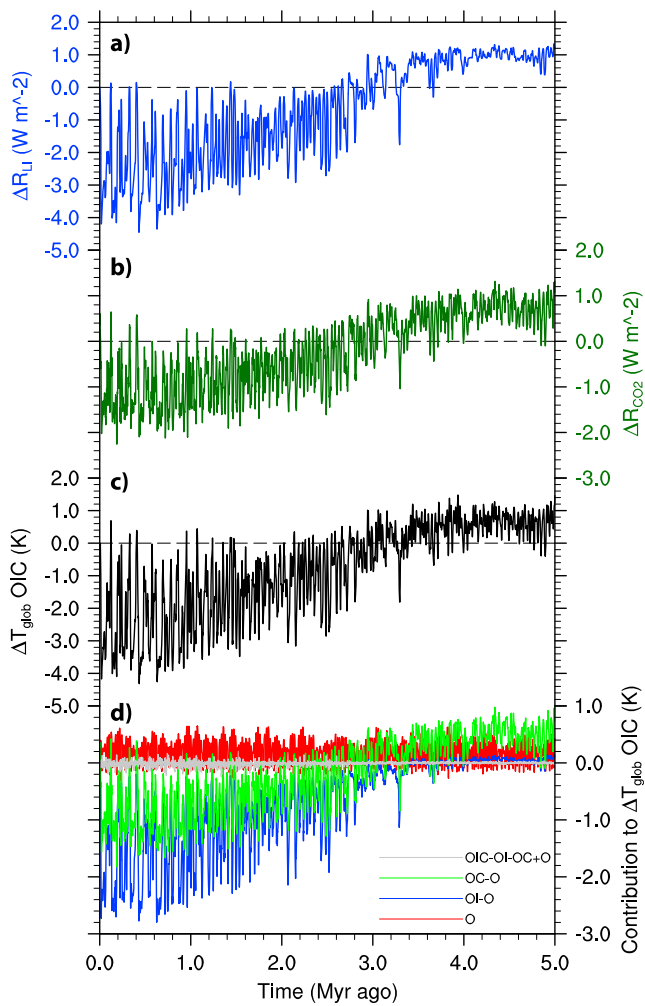 a)
2.0
1.0
0.0
-1.0
-2.0
-3.0
-4.0
-5.0
ΔR_LI (W m^-2)
b)
2.0
1.0
0.0
-1.0
-2.0
-3.0
ΔR_CO2 (W m^-2)
c)
2.0
1.0
0.0
-1.0
-2.0
-3.0
-4.0
-5.0
ΔT_glob OIC (K)
d)
1.0
0.0
-1.0
-2.0
-3.0
Contribution to ΔT_glob OIC (K)
OIC-OI-OC+O
OC-O
OI-O
O
0.0 1.0 2.0 3.0 4.0 5.0
Time (Myr ago)